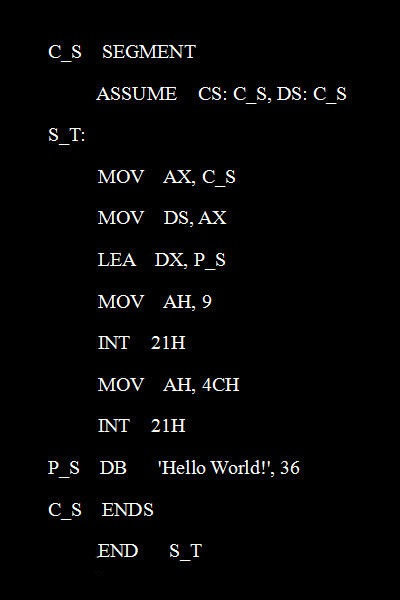 C_S SEGMENT
ASSUME CS: C_S, DS: C_S
S_T:
MOV AX, C_S
MOV DS, AX
LEA DX, P_S
MOV AH, 9
INT 21H
MOV AH, 4CH
INT 21H
P_S DB 'Hello World!', 36
C_S ENDS
END S_T